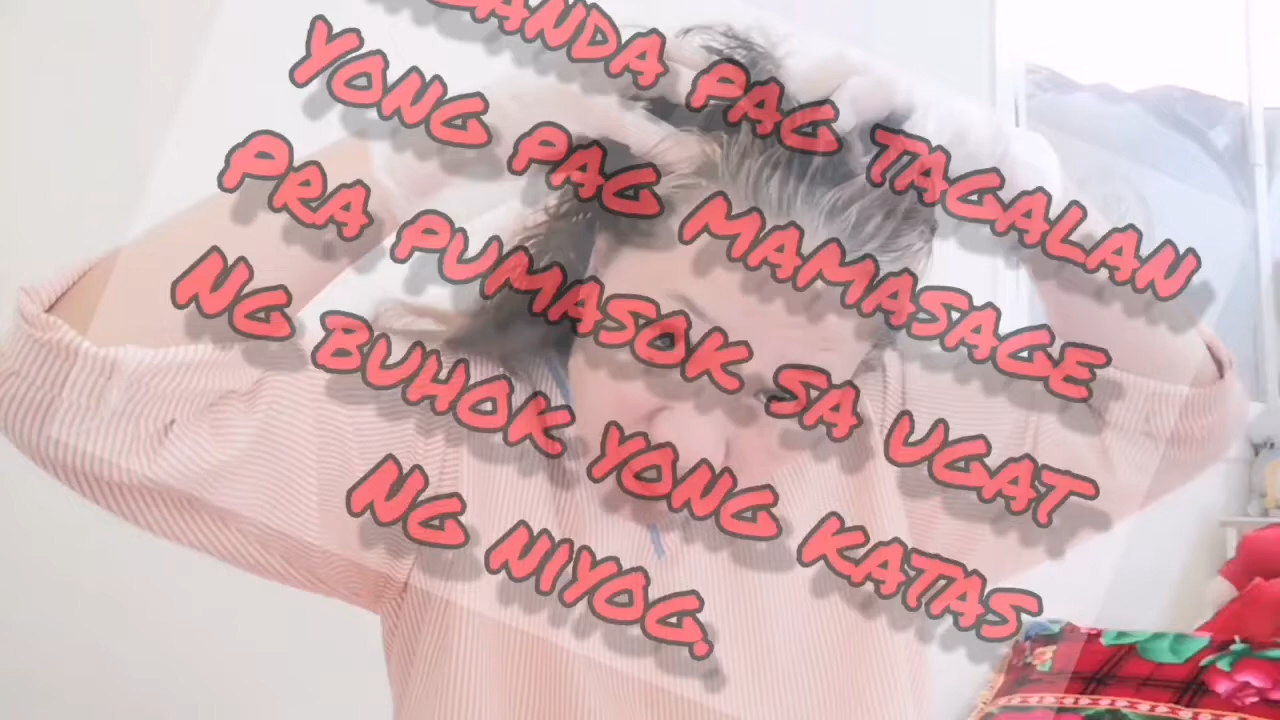 PAG TAGALAN
YONG PAG MAMASAGE
PRA PUMASOK SA UGAT
NG BUHOK YONG KATAS
NG NIYOG.